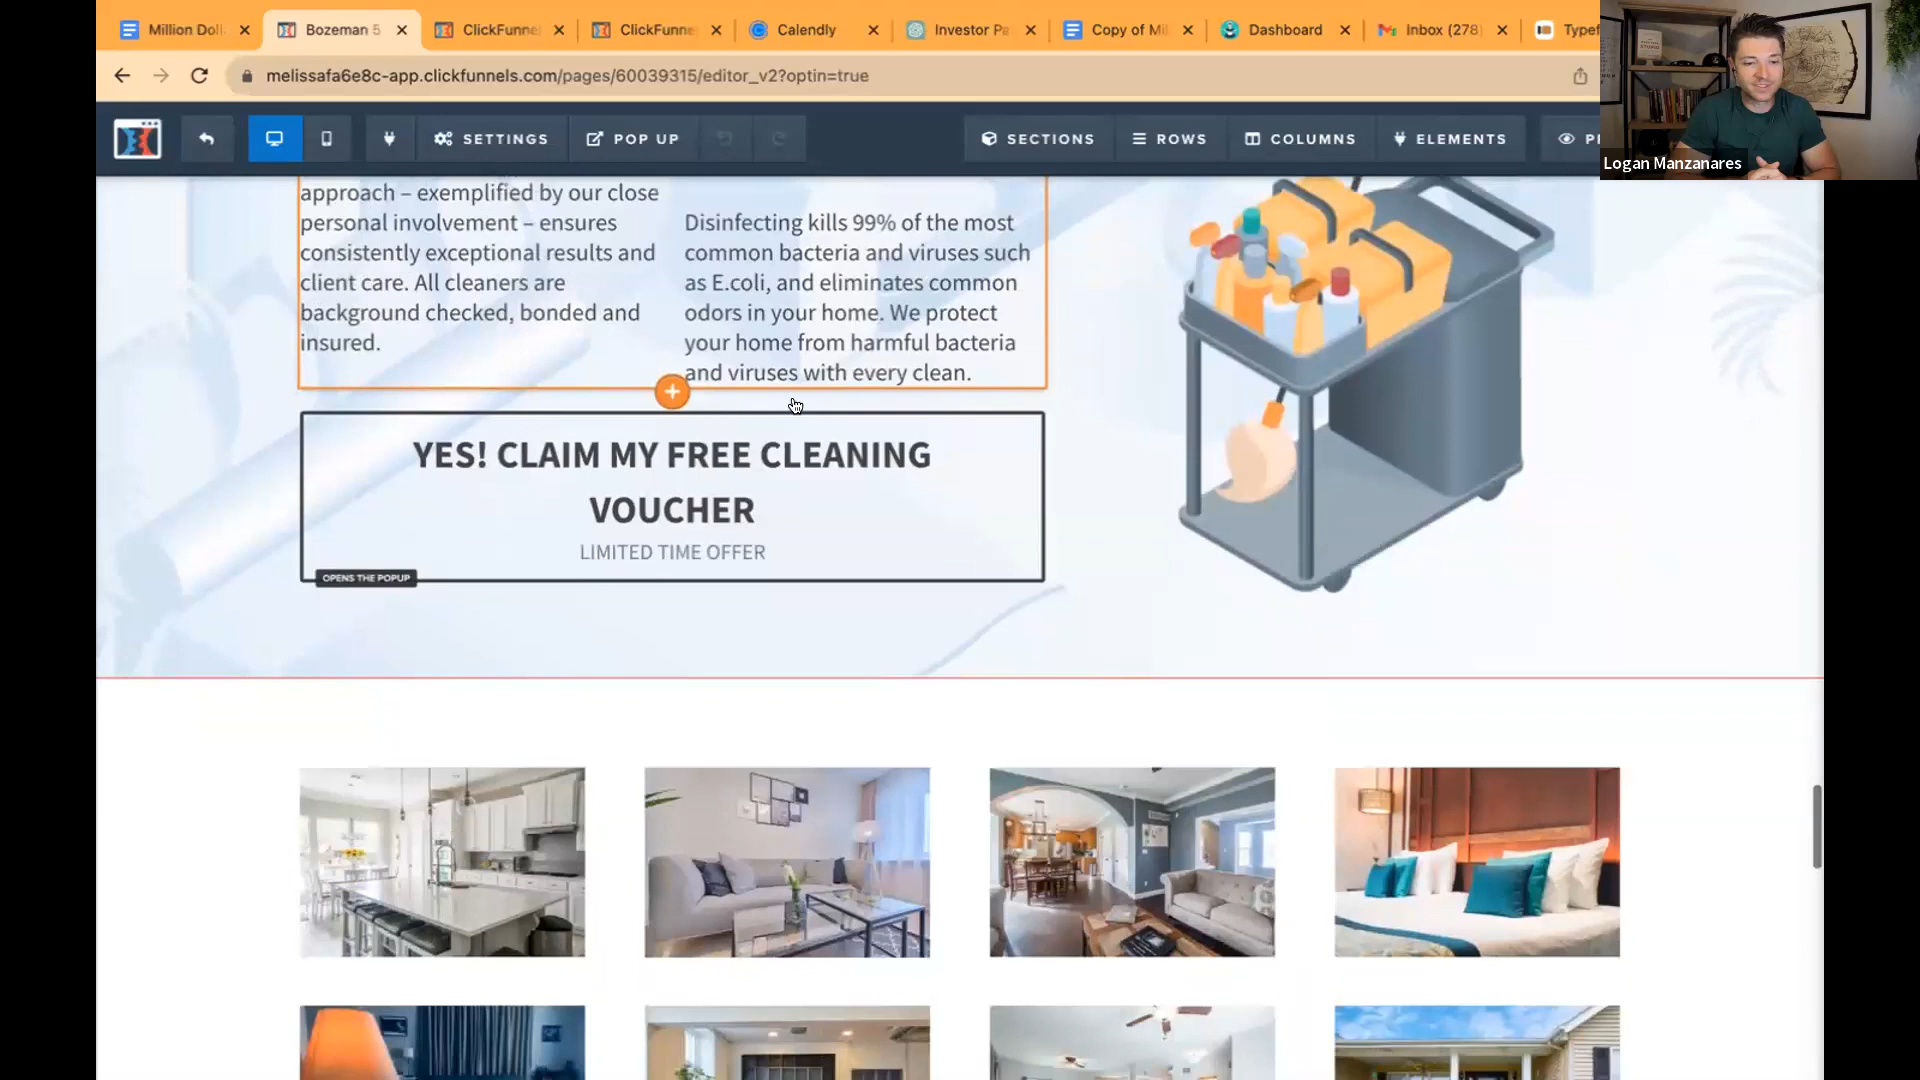 Million Doll
Bozeman 5
ClickFunne
ClickFunne
Calendly
Investor Pa
Copy of Mil
Dashboard
Inbox (278)
Typef
melissafa6e8c-app.clickfunnels.com/pages/60039315/editor_v2?optin=true
SETTINGS
POP UP
SECTIONS
ROWS
COLUMNS
ELEMENTS
P
Logan Manzanares
approach – exemplified by our close
personal involvement – ensures
consistently exceptional results and
client care. All cleaners are
background checked, bonded and
insured.
Disinfecting kills 99% of the most
common bacteria and viruses such
as E.coli, and eliminates common
odors in your home. We protect
your home from harmful bacteria
and viruses with every clean.
YES! CLAIM MY FREE CLEANING
VOUCHER
LIMITED TIME OFFER
OPENS THE POPUP